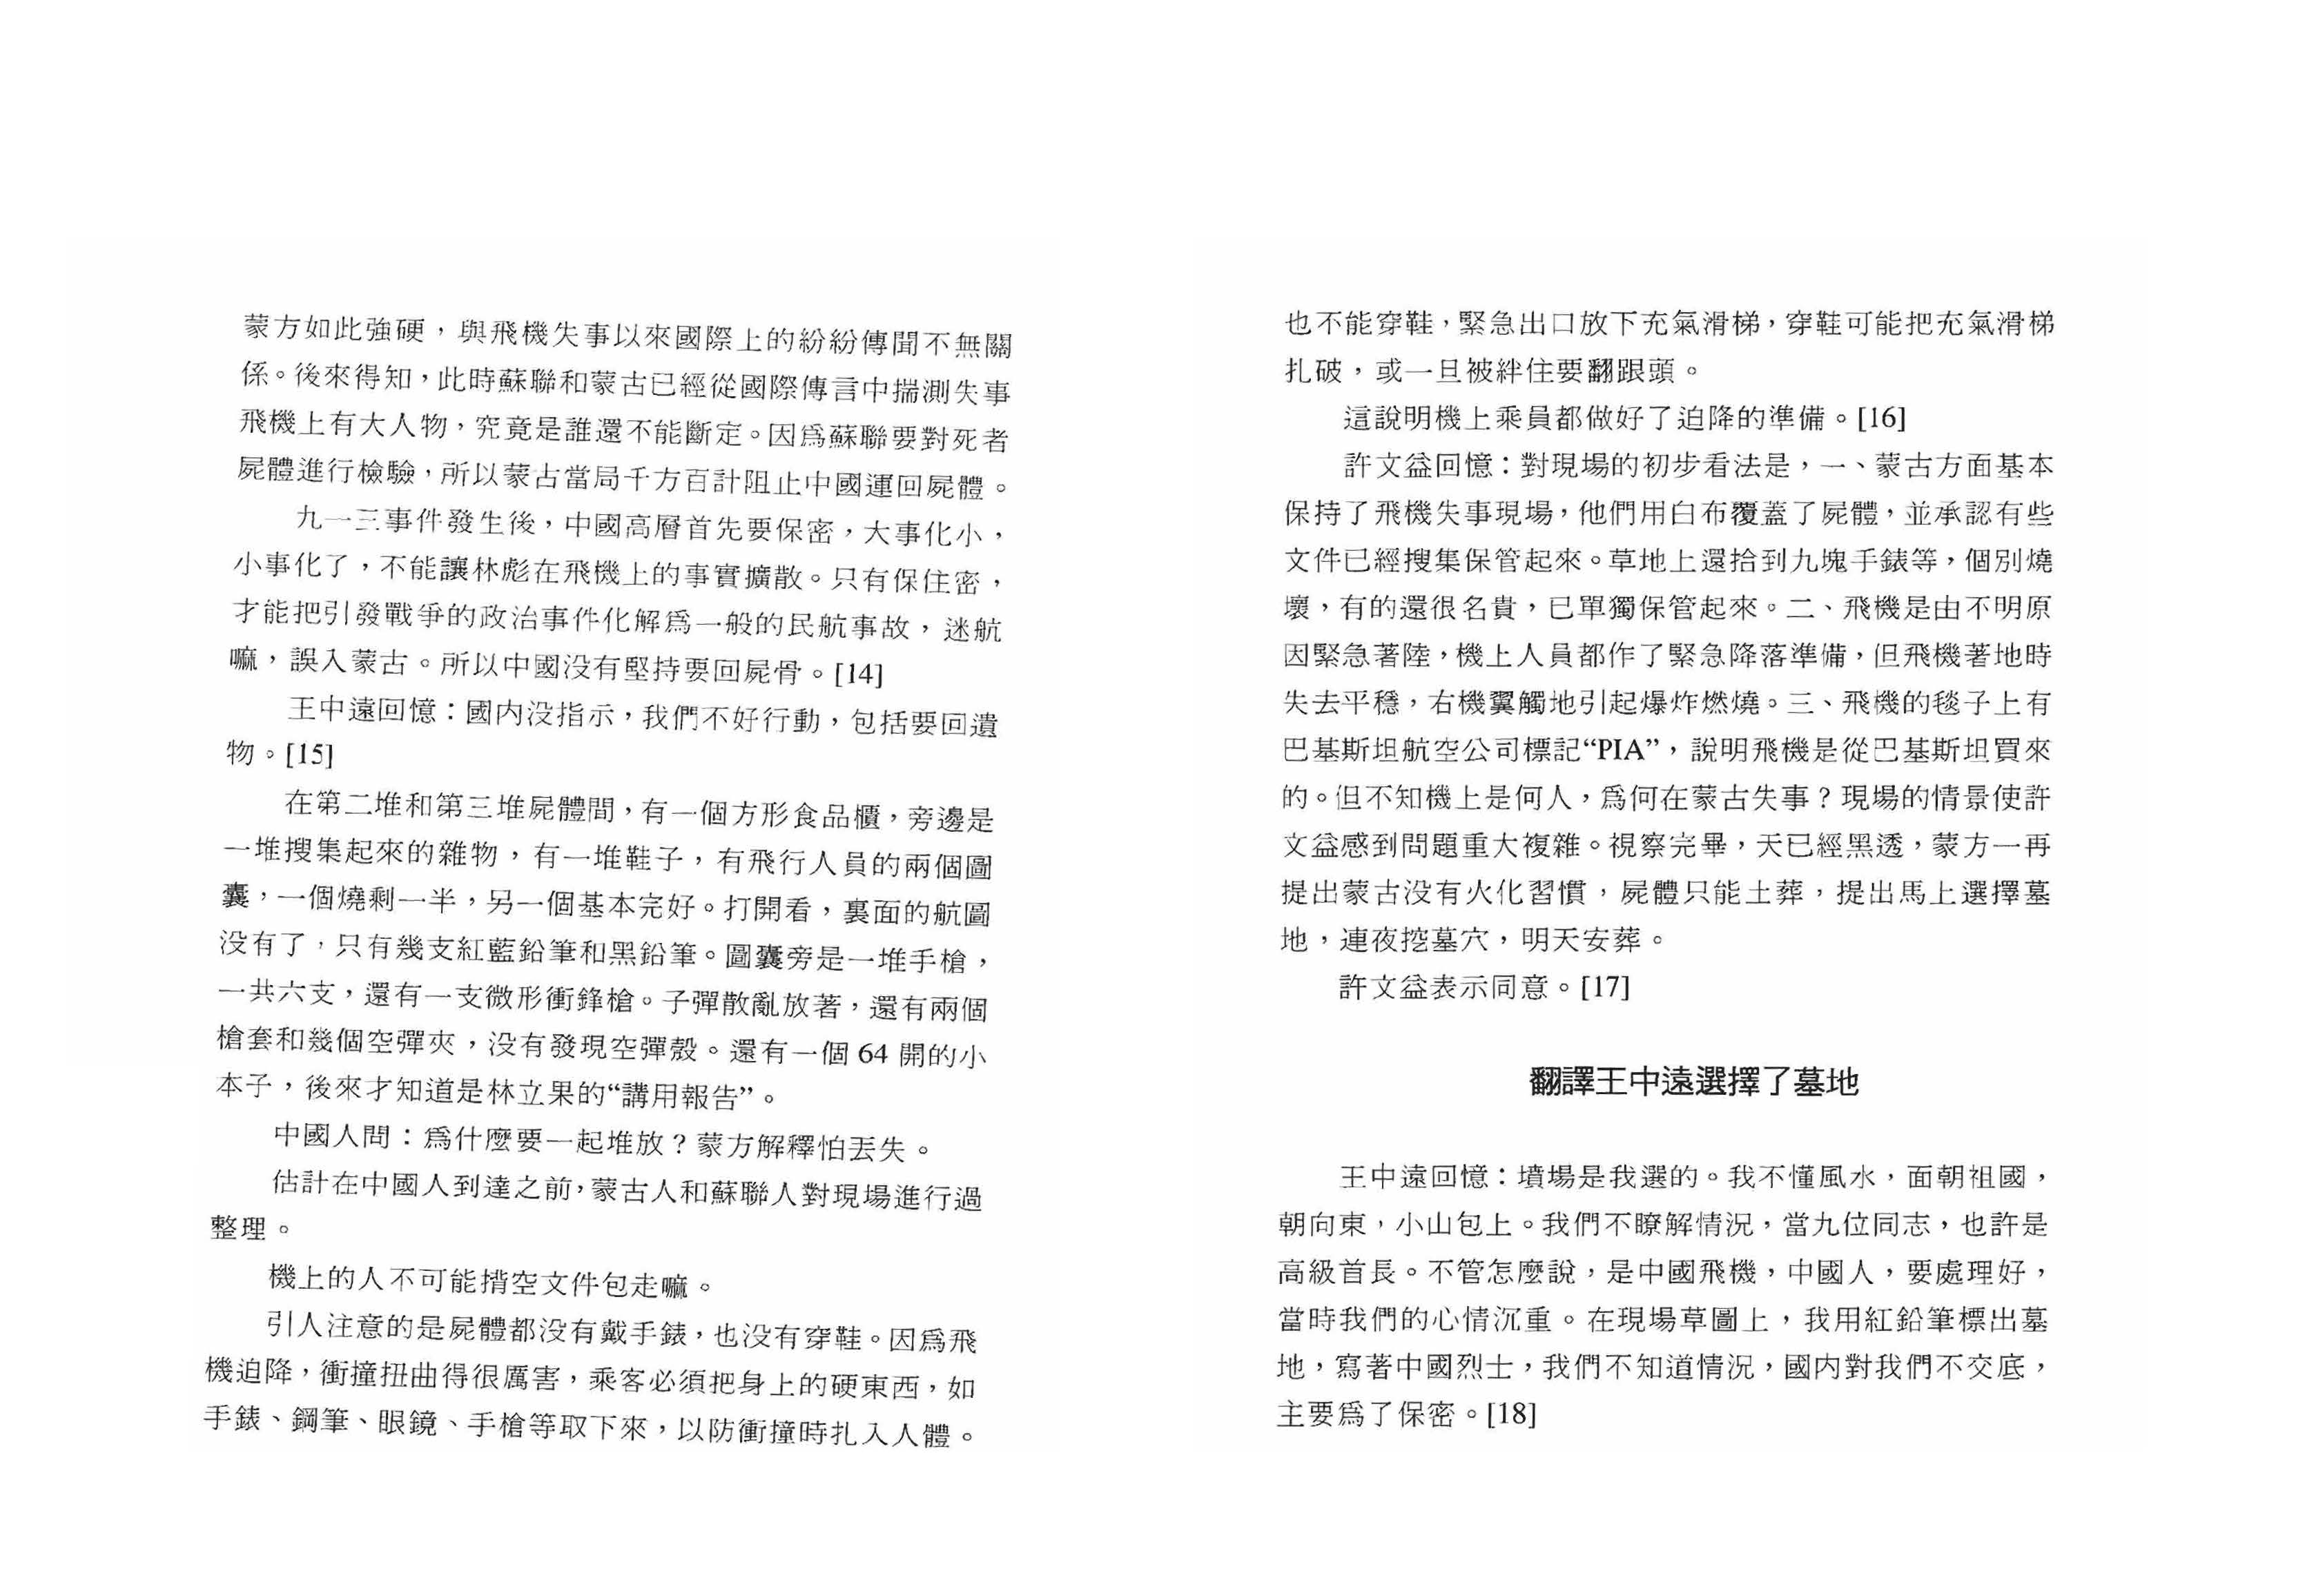 蒙方如此強硬，與飛機失事以來國際上的紛紛傳聞不無關
係。後來得知，此時蘇聯和蒙古已經從國際傳言中揣測失事
飛機上有大人物，究竟是誰還不能斷定。因爲蘇聯要對死者
屍體進行檢驗，所以蒙古當局千方百計阻止中國運回屍體。
九一三事件發生後，中國高層首先要保密，大事化小，
小事化了，不能讓林彪在飛機上的事實擴散。只有保住密，
才能把引發戰爭的政治事件化解爲一般的民航事故，迷航
嘛，誤入蒙古。所以中國没有堅持要回屍骨。[14]
王中遠回憶：國内没指示，我們不好行動，包括要回遺
物。[15]
在第二堆和第三堆屍體間，有一個方形食品櫃，旁邊是
一堆搜集起來的雜物，有一堆鞋子，有飛行人員的兩個圖
囊，一個燒剩一半，另一個基本完好。打開看，裏面的航圖
没有了，只有幾支紅藍鉛筆和黑鉛筆。圖囊旁是一堆手槍，
一共六支，還有一支微形衝鋒槍。子彈散亂放著，還有兩個
槍套和幾個空彈夾，没有發現空彈殼。還有一個 64 開的小
本子，後來才知道是林立果的“講用報告”。
中國人問：爲什麼要一起堆放？蒙方解釋怕丟失。
估計在中國人到達之前，蒙古人和蘇聯人對現場進行過
整理。
機上的人不可能揹空文件包走嘛。
引人注意的是屍體都没有戴手錶，也没有穿鞋。因爲飛
機迫降，衝撞扭曲得很厲害，乘客必須把身上的硬東西，如
手錶、鋼筆、眼鏡、手槍等取下來，以防衝撞時扎入人體。
也不能穿鞋，緊急出口放下充氣滑梯，穿鞋可能把充氣滑梯
扎破，或一旦被絆住要翻跟頭。
這說明機上乘員都做好了迫降的準備。[16]
許文益回憶：對現場的初步看法是，一、蒙古方面基本
保持了飛機失事現場，他們用白布覆蓋了屍體，並承認有些
文件已經搜集保管起來。草地上還拾到九塊手錶等，個別燒
壞，有的還很名貴，已單獨保管起來。二、飛機是由不明原
因緊急著陸，機上人員都作了緊急降落準備，但飛機著地時
失去平穩，右機翼觸地引起爆炸燃燒。三、飛機的毯子上有
巴基斯坦航空公司標記“PIA”，說明飛機是從巴基斯坦買來
的。但不知機上是何人，爲何在蒙古失事？現場的情景使許
文益感到問題重大複雜。視察完畢，天已經黑透，蒙方一再
提出蒙古没有火化習慣，屍體只能土葬，提出馬上選擇墓
地，連夜挖墓穴，明天安葬。
許文益表示同意。[17]
翻譯王中遠選擇了墓地
王中遠回憶：墳場是我選的。我不懂風水，面朝祖國，
朝向東，小山包上。我們不瞭解情況，當九位同志，也許是
高級首長。不管怎麼說，是中國飛機，中國人，要處理好，
當時我們的心情沉重。在現場草圖上，我用紅鉛筆標出墓
地，寫著中國烈士，我們不知道情況，國内對我們不交底，
主要爲了保密。[18]